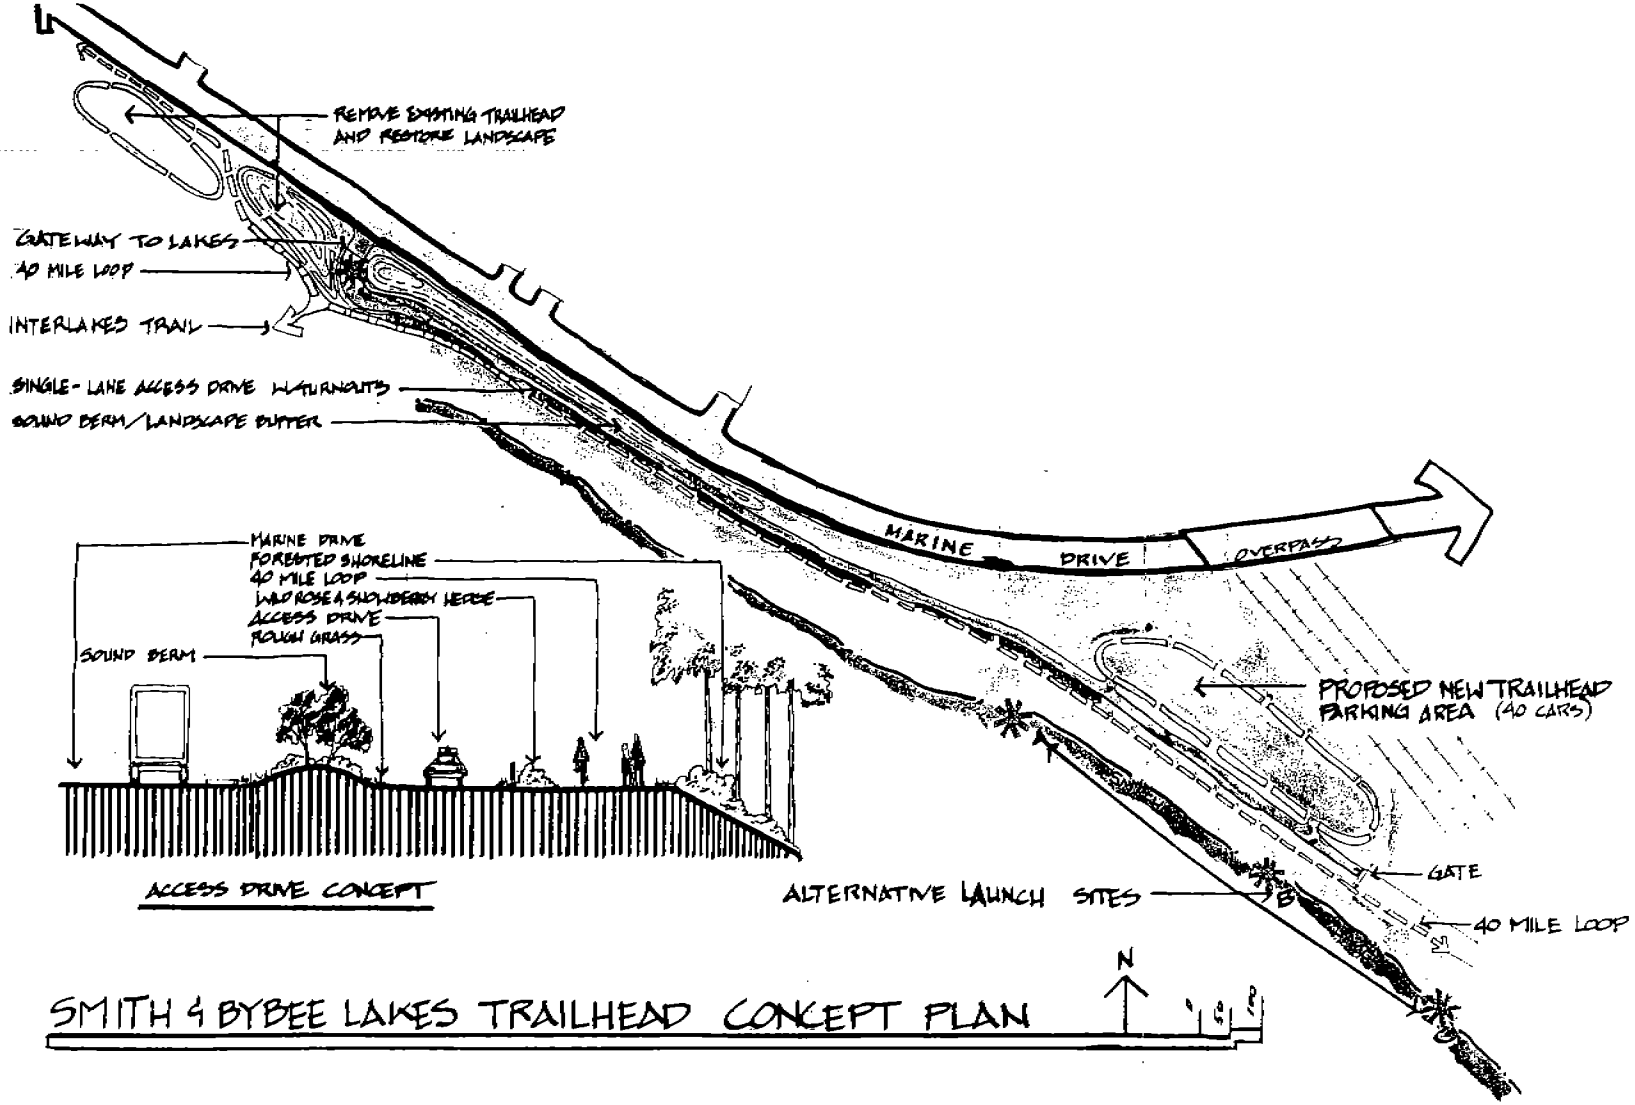 REMOVE EXISTING TRAILHEAD
AND RESTORE LANDSCAPE
GATEWAY TO LAKES
40 MILE LOOP
INTERLAKES TRAIL
SINGLE-LANE ACCESS DRIVE W/TURNOUTS
SOUND BERM/LANDSCAPE BUFFER
MARINE DRIVE
OVERPASS
MARINE DRIVE
FORESTED SHORELINE
40 MILE LOOP
WILD ROSE & SNOWBERRY HEDGE
ACCESS DRIVE
ROUGH GRASS
SOUND BERM
PROPOSED NEW TRAILHEAD
PARKING AREA (40 CARS)
ACCESS DRIVE CONCEPT
A
GATE
ALTERNATIVE LAUNCH SITES
B
40 MILE LOOP
N
0 50 100
SMITH & BYBEE LAKES TRAILHEAD CONCEPT PLAN
C